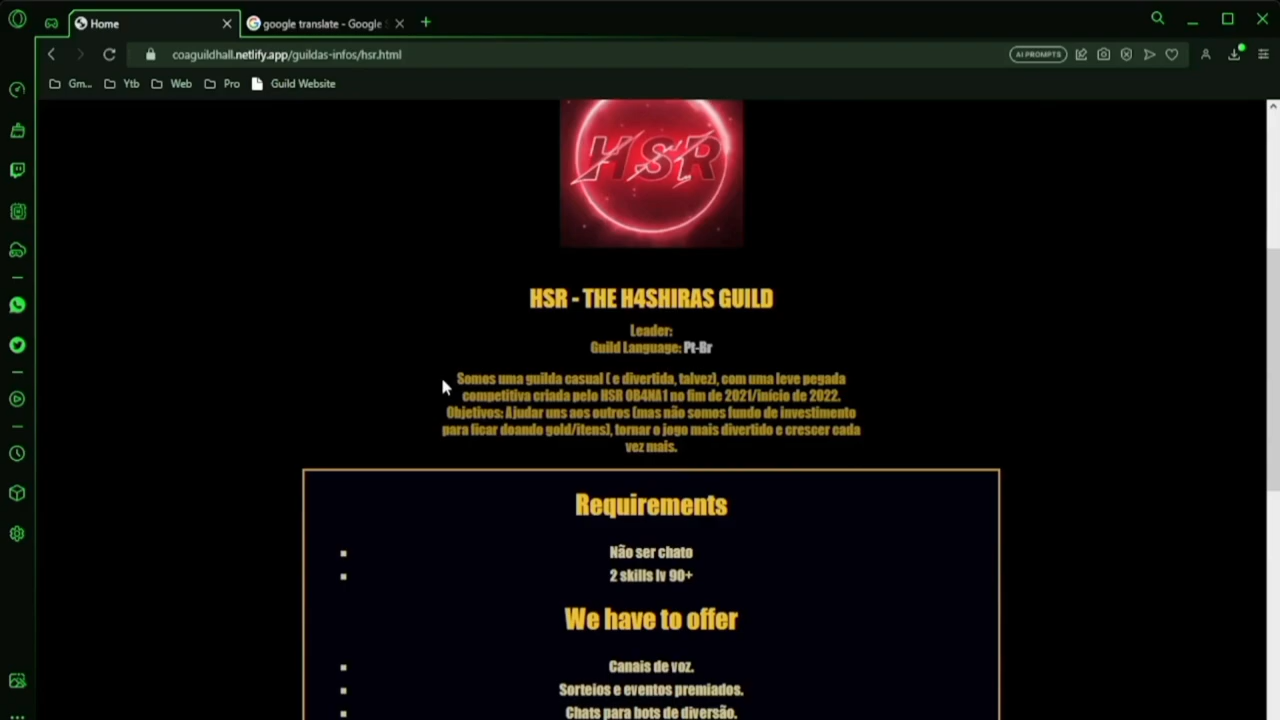 Home
google translate - Google
coaguildhall.netlify.app/guildas-infos/hsr.html
AI PROMPTS
Gm...
Ytb
Web
Pro
Guild Website
HSR
HSR - THE H4SHIRAS GUILD
Leader:
Guild Language: Pt-Br
Somos uma guilda casual ( e divertida, talvez), com uma leve pegada
competitiva criada pelo HSR OB4NA1 no fim de 2021/início de 2022.
Objetivos: Ajudar uns aos outros (mas não somos fundo de investimento
para ficar doando gold/itens), tornar o jogo mais divertido e crescer cada
vez mais.
Requirements
Não ser chato
2 skills lv 90+
We have to offer
Canais de voz.
Sorteios e eventos premiados.
Chats para bots de diversão.